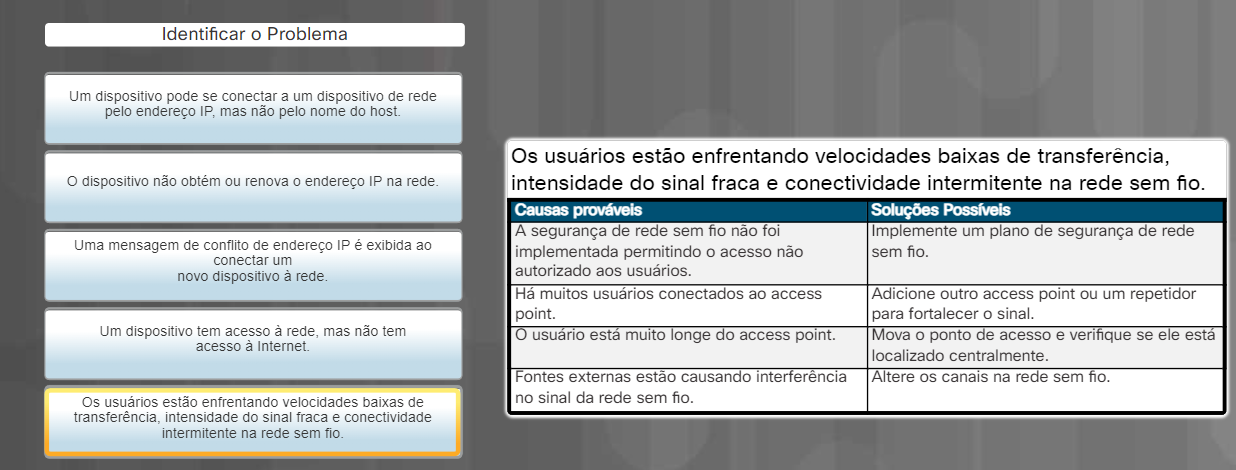 Identificar o Problema
Um dispositivo pode se conectar a um dispositivo de rede
pelo endereço IP, mas não pelo nome do host.
O dispositivo não obtém ou renova o endereço IP na rede.
Uma mensagem de conflito de endereço IP é exibida ao
conectar um
novo dispositivo à rede.
Um dispositivo tem acesso à rede, mas não tem
acesso à Internet.
Os usuários estão enfrentando velocidades baixas de
transferência, intensidade do sinal fraca e conectividade
intermitente na rede sem fio.
Os usuários estão enfrentando velocidades baixas de transferência,
intensidade do sinal fraca e conectividade intermitente na rede sem fio.
Causas prováveis
Soluções Possíveis
A segurança de rede sem fio não foi
implementada permitindo o acesso não
autorizado aos usuários.
Implemente um plano de segurança de rede
sem fio.
Há muitos usuários conectados ao access
point.
Adicione outro access point ou um repetidor
para fortalecer o sinal.
O usuário está muito longe do access point.
Mova o ponto de acesso e verifique se ele está
localizado centralmente.
Fontes externas estão causando interferência
no sinal da rede sem fio.
Altere os canais na rede sem fio.